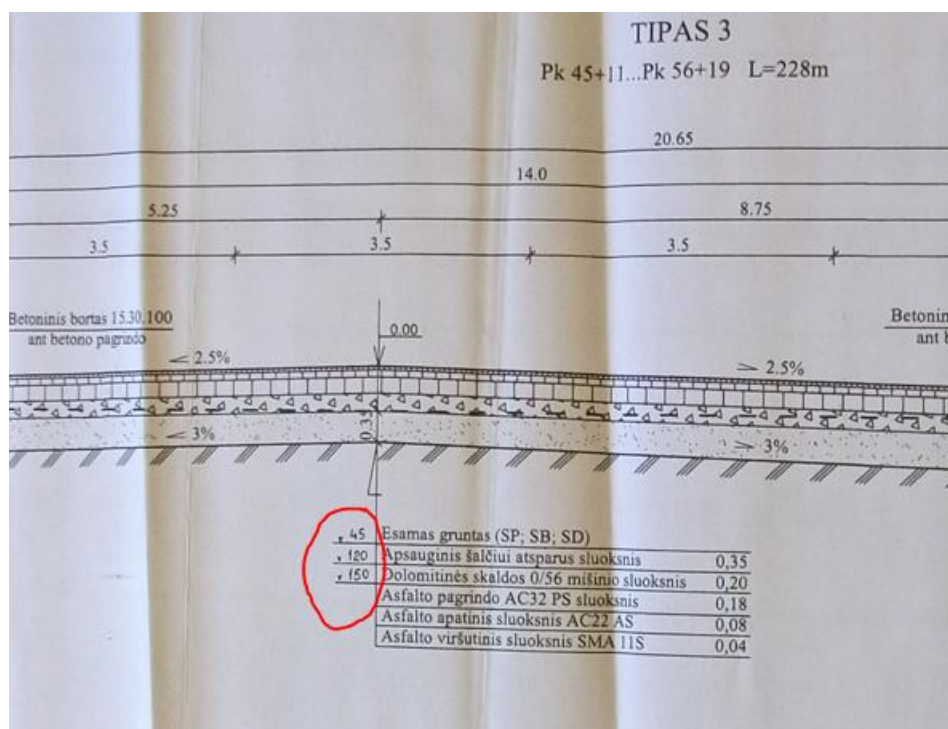 TIPAS 3
Pk 45+11...Pk 56+19 L=228m
20.65
14.0
5.25 8.75
3.5 3.5 3.5
Betoninis bortas 15.30.100
ant betono pagrindo
0.00
2.5% 2.5%
3% 3%
45 Esamas gruntas (SP; SB; SD)
120 Apsauginis šalčiui atsparus sluoksnis 0,35
150 Dolomitinės skaldos 0/56 mišinio sluoksnis 0,20
Asfalto pagrindo AC32 PS sluoksnis 0,18
Asfalto apatinis sluoksnis AC22 AS 0,08
Asfalto viršutinis sluoksnis SMA 11S 0,04